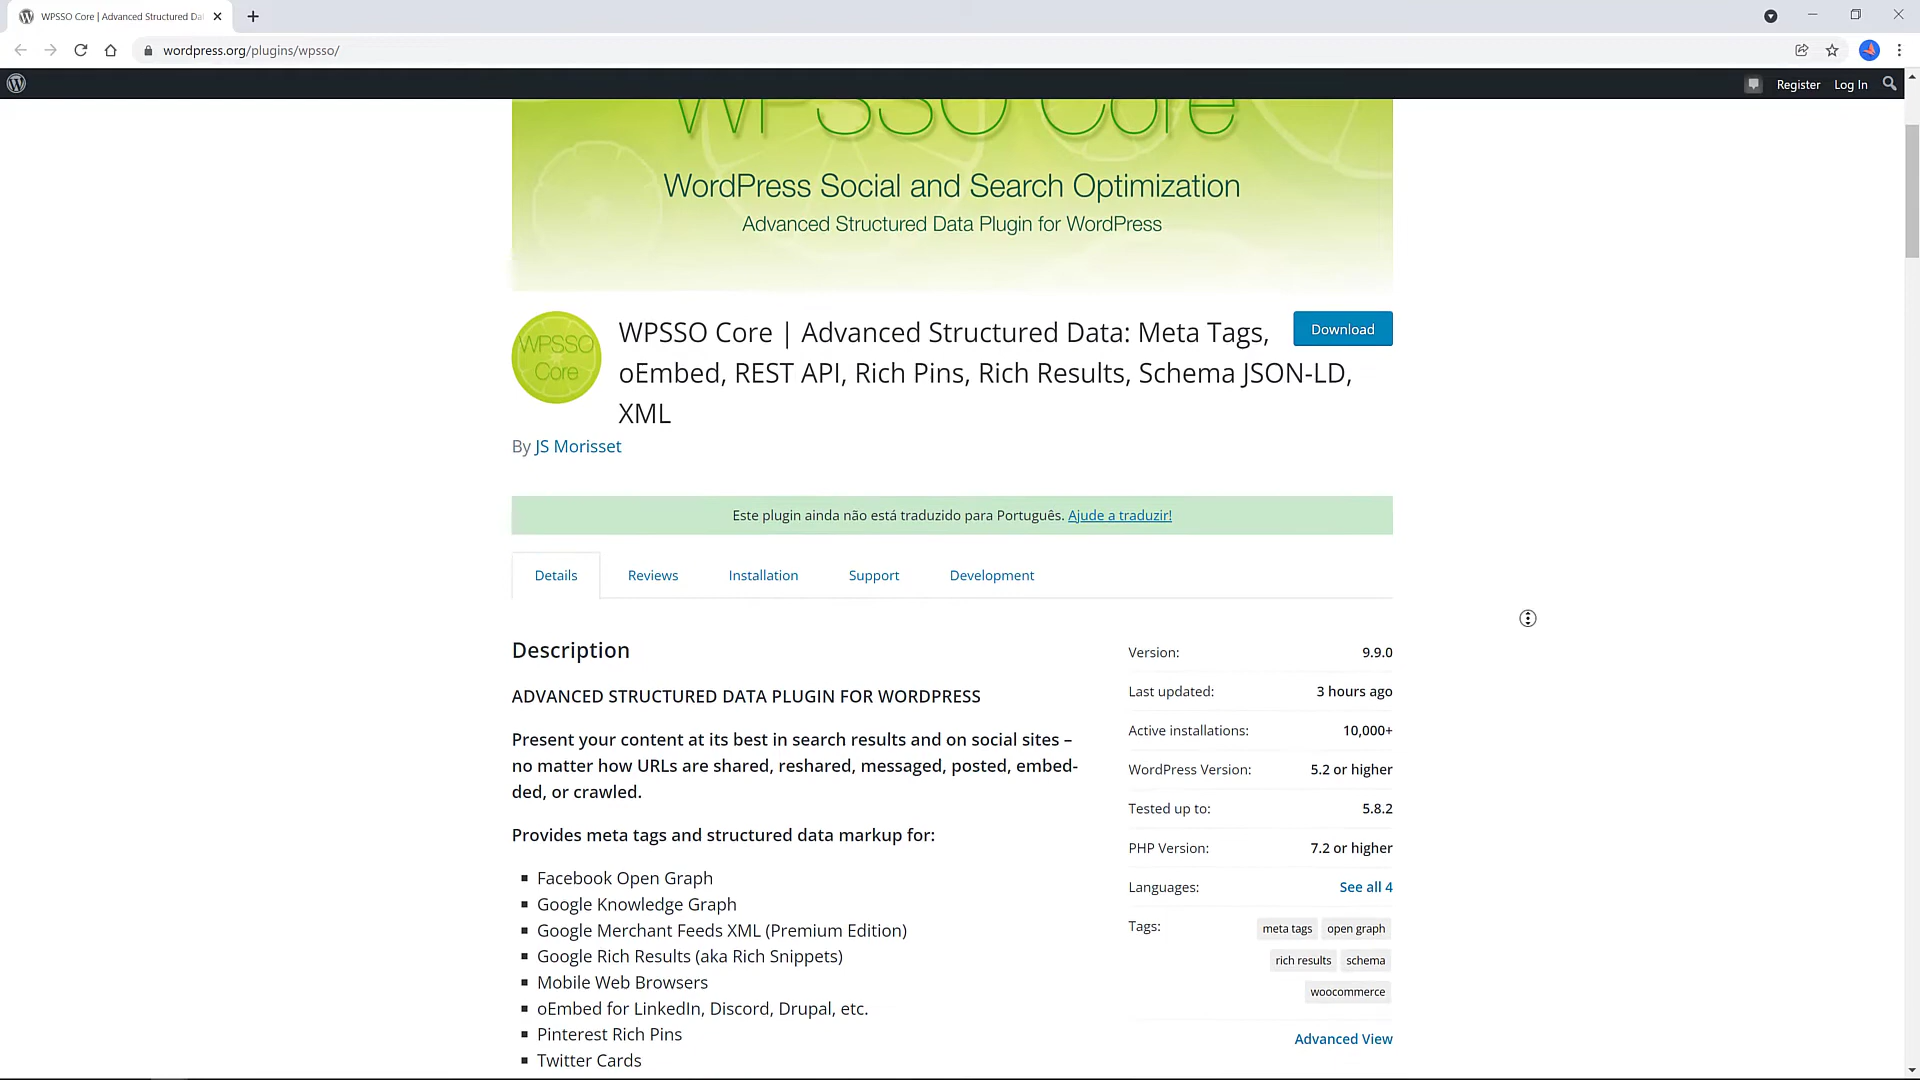 WPSSO Core | Advanced Structured Da
wordpress.org/plugins/wpsso/
Register
Log In
WPSSO Core
WordPress Social and Search Optimization
Advanced Structured Data Plugin for WordPress
WPSSO
Core
WPSSO Core | Advanced Structured Data: Meta Tags,
oEmbed, REST API, Rich Pins, Rich Results, Schema JSON-LD,
XML
Download
By JS Morisset
Este plugin ainda não está traduzido para Português. Ajude a traduzir!
Details
Reviews
Installation
Support
Development
Description
ADVANCED STRUCTURED DATA PLUGIN FOR WORDPRESS
Present your content at its best in search results and on social sites –
no matter how URLs are shared, reshared, messaged, posted, embed-
ded, or crawled.
Provides meta tags and structured data markup for:
Facebook Open Graph
Google Knowledge Graph
Google Merchant Feeds XML (Premium Edition)
Google Rich Results (aka Rich Snippets)
Mobile Web Browsers
oEmbed for LinkedIn, Discord, Drupal, etc.
Pinterest Rich Pins
Twitter Cards
Version: 9.9.0
Last updated: 3 hours ago
Active installations: 10,000+
WordPress Version: 5.2 or higher
Tested up to: 5.8.2
PHP Version: 7.2 or higher
Languages: See all 4
Tags: meta tags open graph
rich results schema
woocommerce
Advanced View